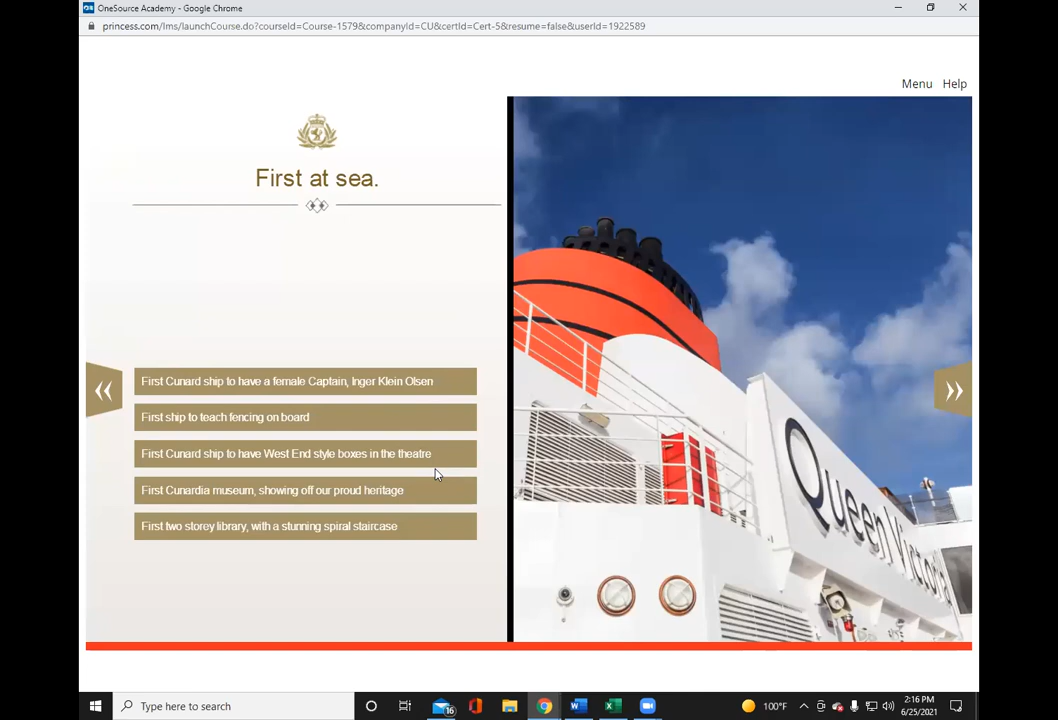 OneSource Academy - Google Chrome
princess.com/lms/launchCourse.do?courseId=Course-1579&companyId=CU&certId=Cert-5&resume=false&userId=1922589
Menu Help
First at sea.
First Cunard ship to have a female Captain, Inger Klein Olsen
First ship to teach fencing on board
First Cunard ship to have West End style boxes in the theatre
First Cunardia museum, showing off our proud heritage
First two storey library, with a stunning spiral staircase
Queen Victoria
Type here to search
16
100°F
2:16 PM
6/25/2021